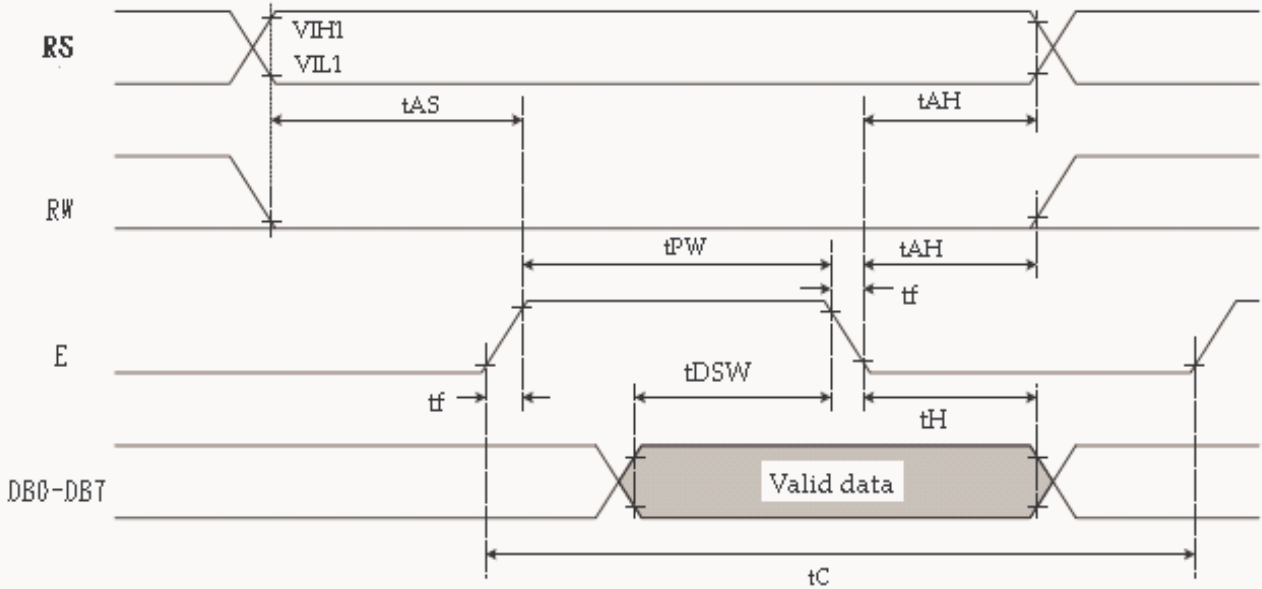 RS
VIH1
VIL1
tAS
tAH
RW
tPW
tAH
tf
E
tDSW
tf
tH
DB0-DB7
Valid data
tC